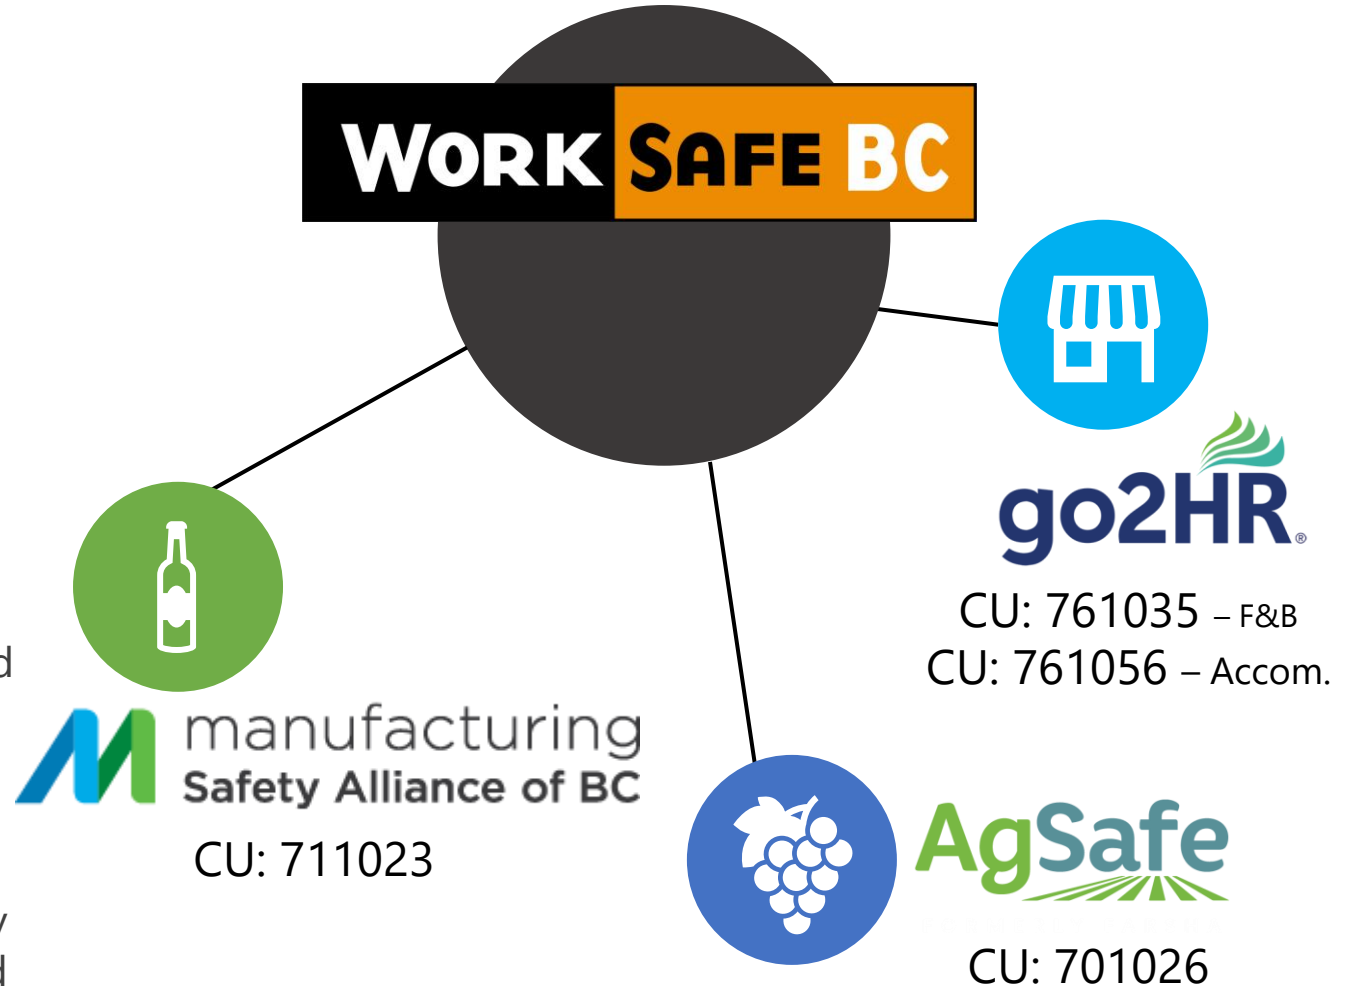 WORK SAFE BC
go2HR®
CU: 761035 – F&B
CU: 761056 – Accom.
d
manufacturing
Safety Alliance of BC
CU: 711023
AgSafe
y
d
CU: 701026